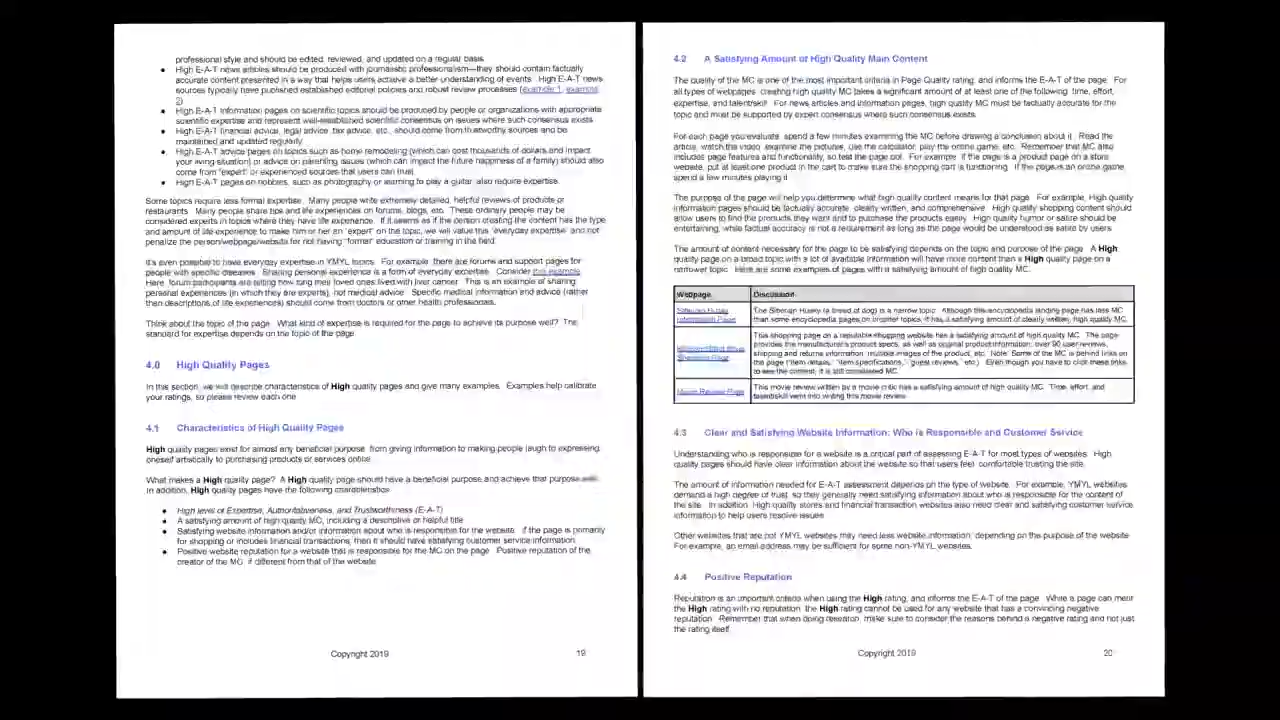 professional style and should be edited, reviewed, and updated on a regular basis.
• High E-A-T news articles should be produced with journalistic professionalism—they should contain factually
accurate content presented in a way that helps users achieve a better understanding of events. High E-A-T news
sources typically have published established editorial policies and robust review processes (example 1, example
2)
• High E-A-T information pages on scientific topics should be produced by people or organizations with appropriate
scientific expertise and represent well-established scientific consensus on issues where such consensus exists.
• High E-A-T financial advice, legal advice, tax advice, etc., should come from trustworthy sources and be
maintained and updated regularly.
• High E-A-T advice pages on topics such as home remodeling (which can cost thousands of dollars and impact
your living situation) or advice on parenting issues (which can impact the future happiness of a family) should also
come from "expert" or experienced sources that users can trust.
• High E-A-T pages on hobbies, such as photography or learning to play a guitar, also require expertise.
Some topics require less formal expertise. Many people write extremely detailed, helpful reviews of products or
restaurants. Many people share tips and life experiences on forums, blogs, etc. These ordinary people may be
considered experts in topics where they have life experience. If it seems as if the person creating the content has the type
and amount of life experience to make him or her an "expert" on the topic, we will value this "everyday expertise" and not
penalize the person/webpage/website for not having "formal" education or training in the field.
It's even possible to have everyday expertise in YMYL topics. For example, there are forums and support pages for
people with specific diseases. Sharing personal experience is a form of everyday expertise. Consider this example.
Here, forum participants are telling how long their loved ones lived with liver cancer. This is an example of sharing
personal experiences (in which they are experts), not medical advice. Specific medical information and advice (rather
than descriptions of life experiences) should come from doctors or other health professionals.
Think about the topic of the page. What kind of expertise is required for the page to achieve its purpose well? The
standard for expertise depends on the topic of the page.
4.0 High Quality Pages
In this section, we will describe characteristics of High quality pages and give many examples. Examples help calibrate
your ratings, so please review each one.
4.1 Characteristics of High Quality Pages
High quality pages exist for almost any beneficial purpose, from giving information to making people laugh to expressing
oneself artistically to purchasing products or services online.
What makes a High quality page? A High quality page should have a beneficial purpose and achieve that purpose well.
In addition, High quality pages have the following characteristics:
• High level of Expertise, Authoritativeness, and Trustworthiness (E-A-T)
• A satisfying amount of high quality MC, including a descriptive or helpful title
• Satisfying website information and/or information about who is responsible for the website. If the page is primarily
for shopping or includes financial transactions, then it should have satisfying customer service information.
• Positive website reputation for a website that is responsible for the MC on the page. Positive reputation of the
creator of the MC, if different from that of the website
Copyright 2019 19
4.2 A Satisfying Amount of High Quality Main Content
The quality of the MC is one of the most important criteria in Page Quality rating, and informs the E-A-T of the page. For
all types of webpages, creating high quality MC takes a significant amount of at least one of the following: time, effort,
expertise, and talent/skill. For news articles and information pages, high quality MC must be factually accurate for the
topic and must be supported by expert consensus where such consensus exists.
For each page you evaluate, spend a few minutes examining the MC before drawing a conclusion about it. Read the
article, watch the video, examine the pictures, use the calculator, play the online game, etc. Remember that MC also
includes page features and functionality, so test the page out. For example, if the page is a product page on a store
website, put at least one product in the cart to make sure the shopping cart is functioning. If the page is an online game,
spend a few minutes playing it.
The purpose of the page will help you determine what high quality content means for that page. For example, High quality
information pages should be factually accurate, clearly written, and comprehensive. High quality shopping content should
allow users to find the products they want and to purchase the products easily. High quality humor or satire should be
entertaining, while factual accuracy is not a requirement as long as the page would be understood as satire by users.
The amount of content necessary for the page to be satisfying depends on the topic and purpose of the page. A High
quality page on a broad topic with a lot of available information will have more content than a High quality page on a
narrower topic. Here are some examples of pages with a satisfying amount of high quality MC.
Webpage Discussion
Siberian Husky The Siberian Husky (a breed of dog) is a narrow topic. Although this encyclopedia landing page has less MC
Information Page than some encyclopedia pages on broader topics, it has a satisfying amount of clearly written, high quality MC.
This shopping page on a reputable shopping website has a satisfying amount of high quality MC. The page
provides the manufacturer's product specs, as well as original product information, over 90 user reviews,
shipping and returns information, multiple images of the product, etc. Note: Some of the MC is behind links on
the page ("item details," "item specifications," "guest reviews," etc.). Even though you have to click these links
to see the content, it is still considered MC.
Shopping Page
Movie Review Page This movie review written by a movie critic has a satisfying amount of high quality MC. Time, effort, and
talent/skill went into writing this movie review.
4.3 Clear and Satisfying Website Information: Who is Responsible and Customer Service
Understanding who is responsible for a website is a critical part of assessing E-A-T for most types of websites. High
quality pages should have clear information about the website so that users feel comfortable trusting the site.
The amount of information needed for E-A-T assessment depends on the type of website. For example, YMYL websites
demand a high degree of trust, so they generally need satisfying information about who is responsible for the content of
the site. In addition, High quality stores and financial transaction websites also need clear and satisfying customer service
information to help users resolve issues.
Other websites that are not YMYL websites may need less website information, depending on the purpose of the website.
For example, an email address may be sufficient for some non-YMYL websites.
4.4 Positive Reputation
Reputation is an important criteria when using the High rating, and informs the E-A-T of the page. While a page can merit
the High rating with no reputation, the High rating cannot be used for any website that has a convincing negative
reputation. Remember that when doing research, make sure to consider the reasons behind a negative rating and not just
the rating itself.
Copyright 2019 20